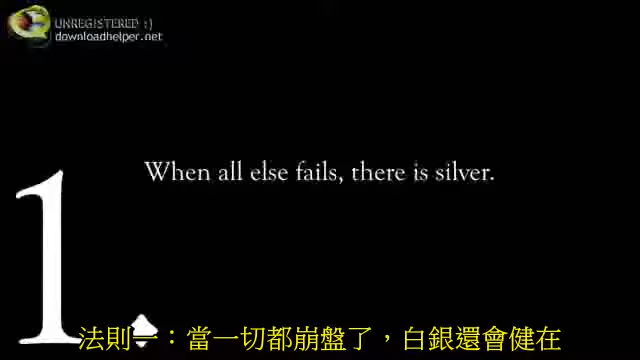 UNREGISTERED :)
downloadhelper.net
When all else fails, there is silver.
1
法則一：當一切都崩盤了，白銀還會健在